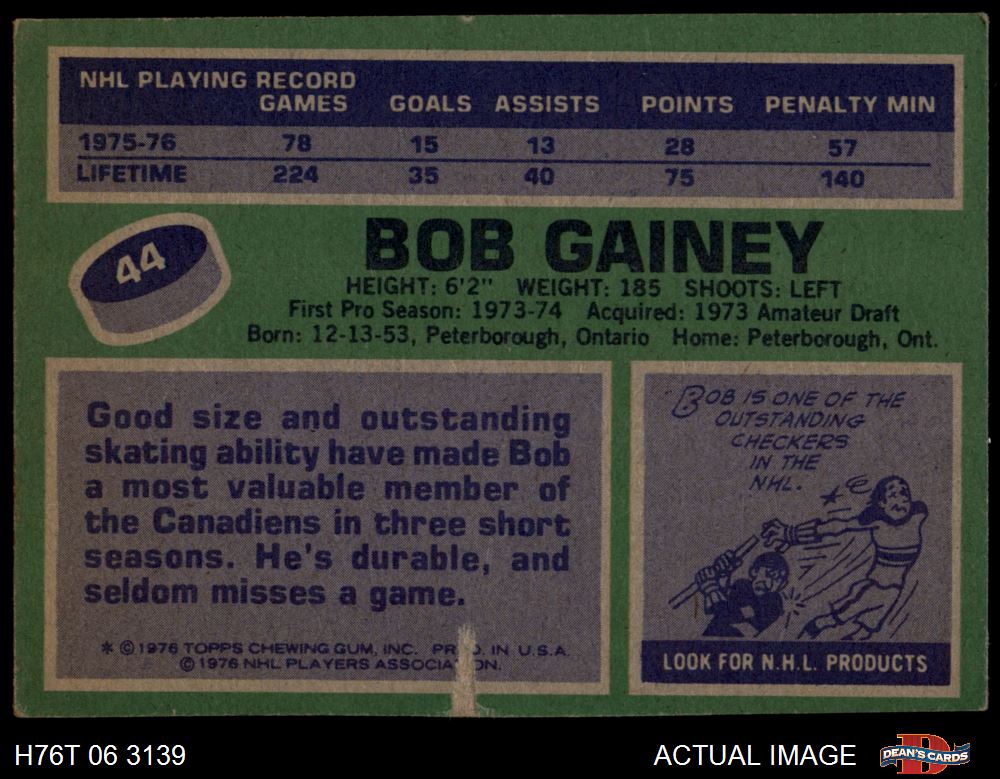 NHL PLAYING RECORD
GAMES GOALS ASSISTS POINTS PENALTY MIN
1975-76 78 15 13 28 57
LIFETIME 224 35 40 75 140
44
BOB GAINEY
HEIGHT: 6'2" WEIGHT: 185 SHOOTS: LEFT
First Pro Season: 1973-74 Acquired: 1973 Amateur Draft
Born: 12-13-53, Peterborough, Ontario Home: Peterborough, Ont.
Good size and outstanding
skating ability have made Bob
a most valuable member of
the Canadiens in three short
seasons. He's durable, and
seldom misses a game.
* © 1976 TOPPS CHEWING GUM, INC. PR D. IN U.S.A.
© 1976 NHL PLAYERS ASSOCIAT ON.
BOB IS ONE OF THE
OUTSTANDING
CHECKERS
IN THE
NHL.
LOOK FOR N.H.L. PRODUCTS
H76T 06 3139
ACTUAL IMAGE
D
DEAN'S CARDS